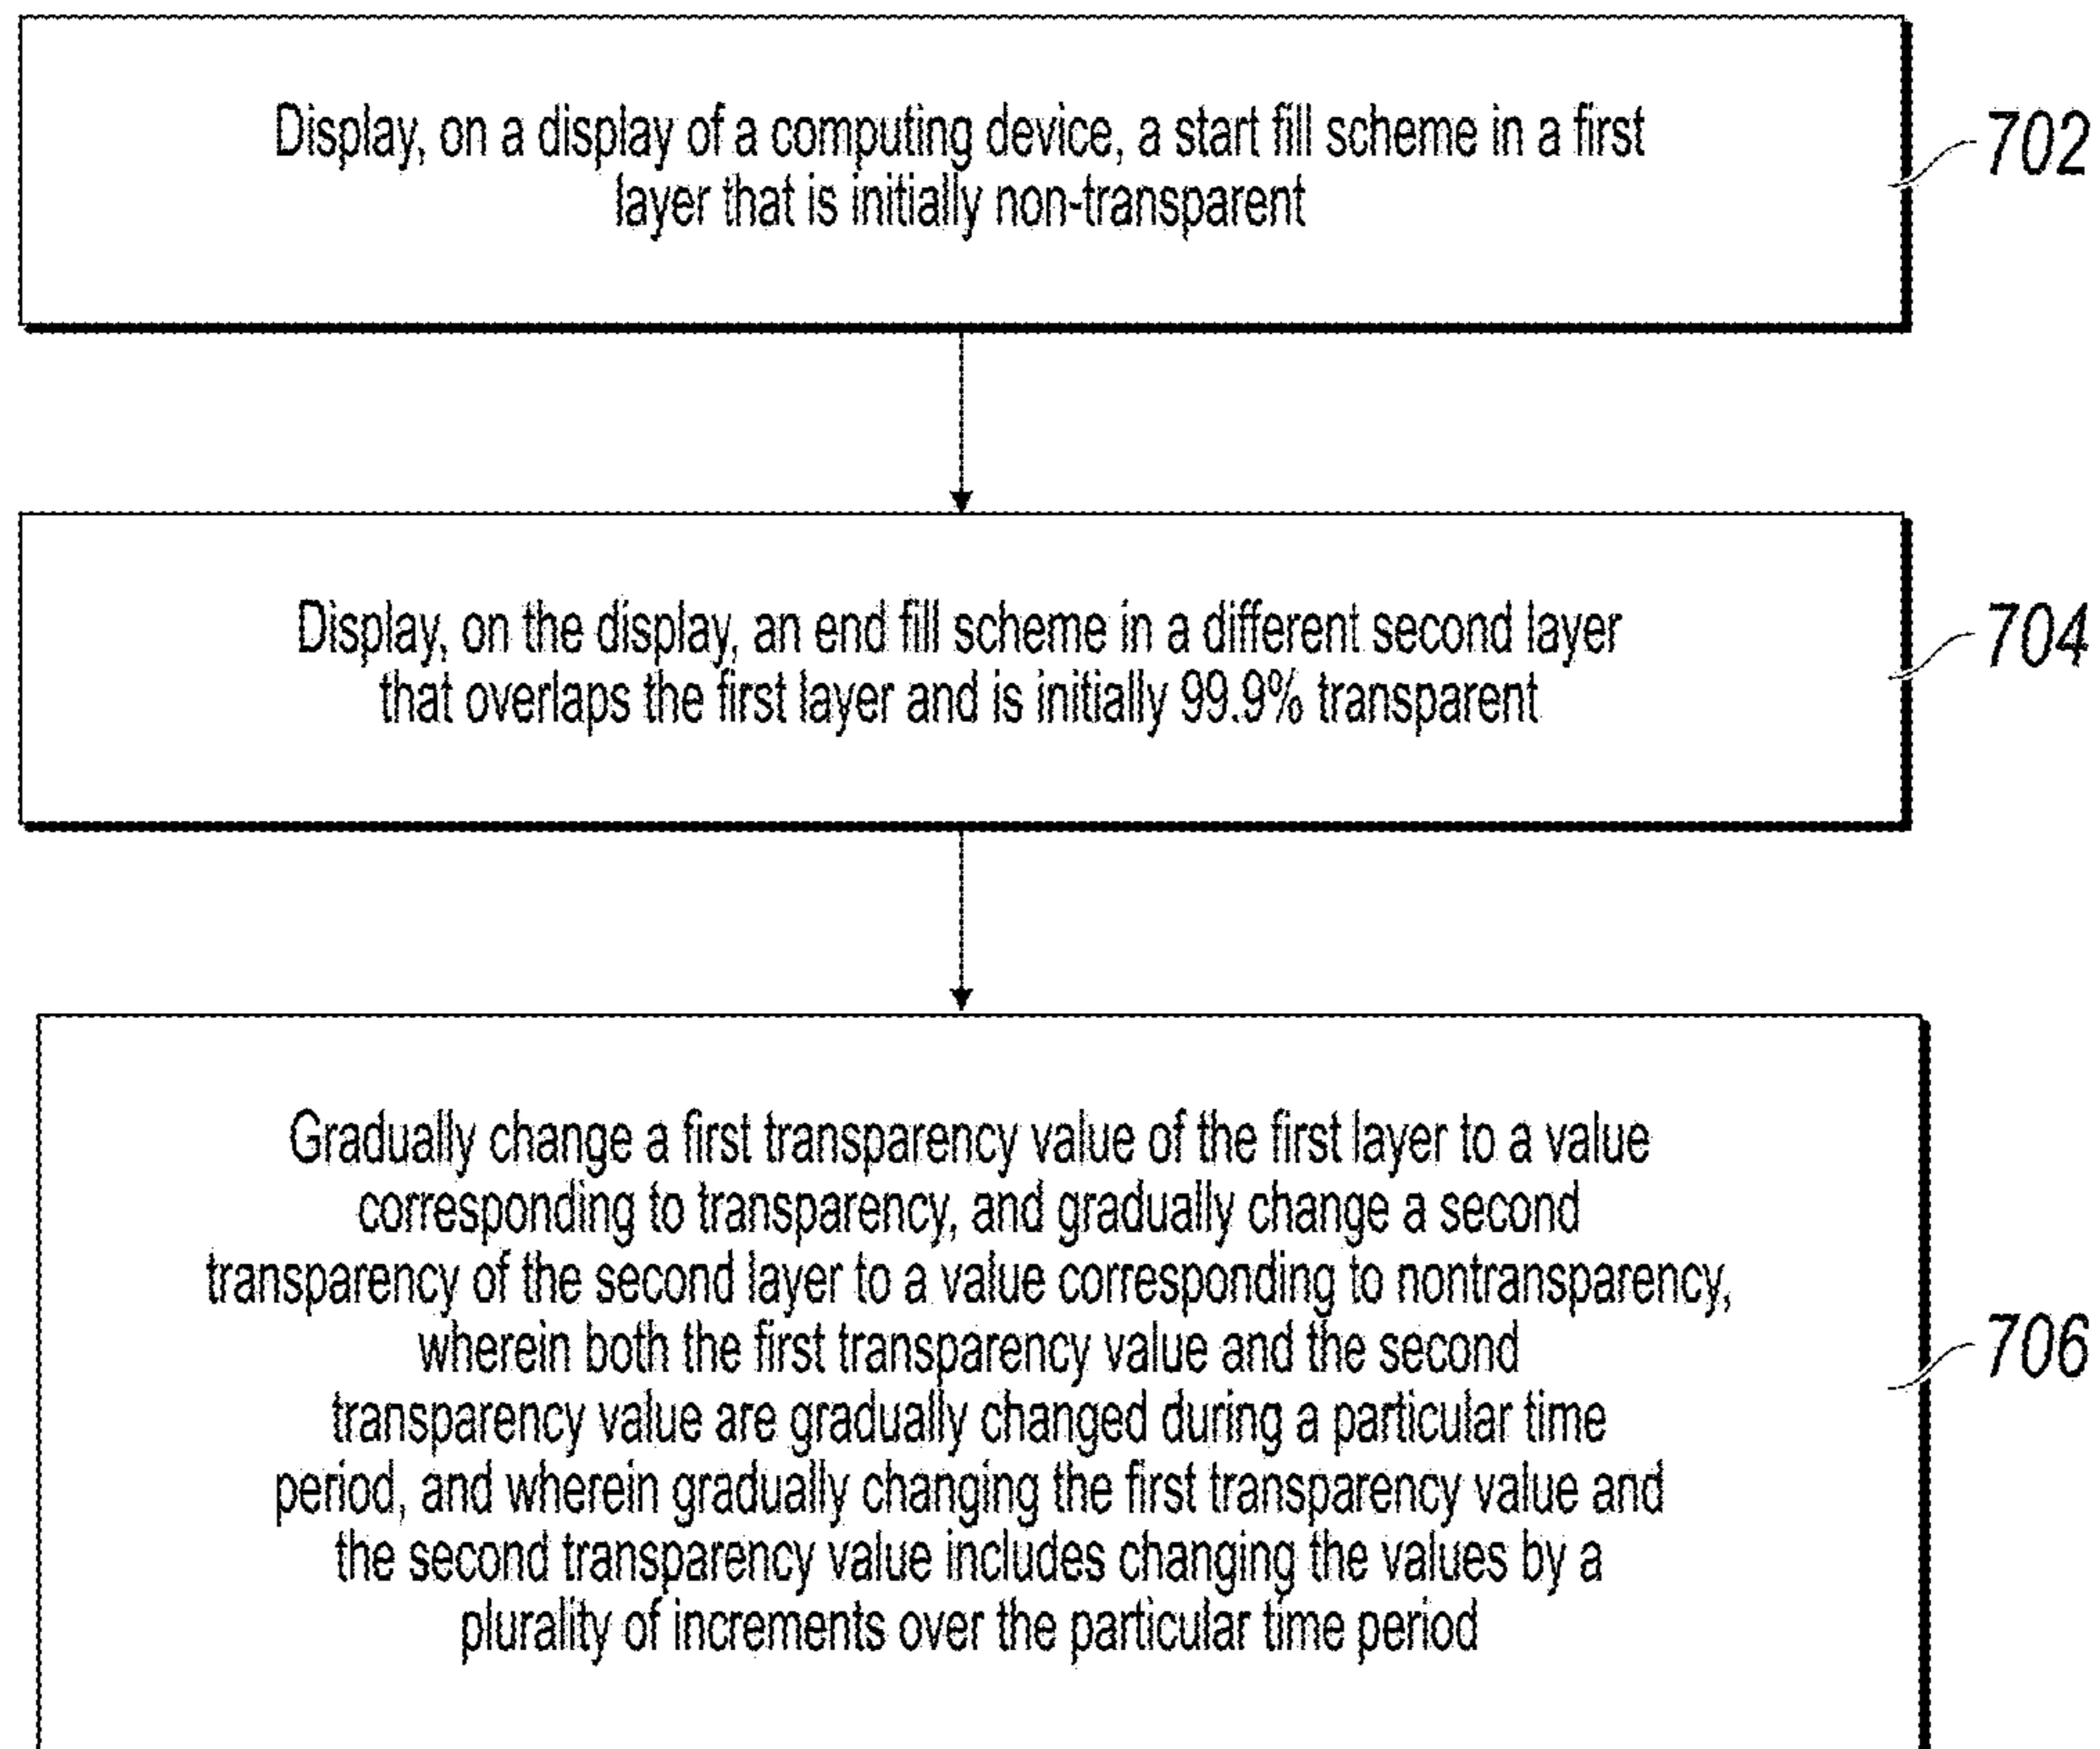 Display, on a display of a computing device, a start fill scheme in a first
layer that is initially non-transparent
702
Display, on the display, an end fill scheme in a different second layer
that overlaps the first layer and is initially 99.9% transparent
704
Gradually change a first transparency value of the first layer to a value
corresponding to transparency, and gradually change a second
transparency of the second layer to a value corresponding to nontransparency,
wherein both the first transparency value and the second
transparency value are gradually changed during a particular time
period, and wherein gradually changing the first transparency value and
the second transparency value includes changing the values by a
plurality of increments over the particular time period
706